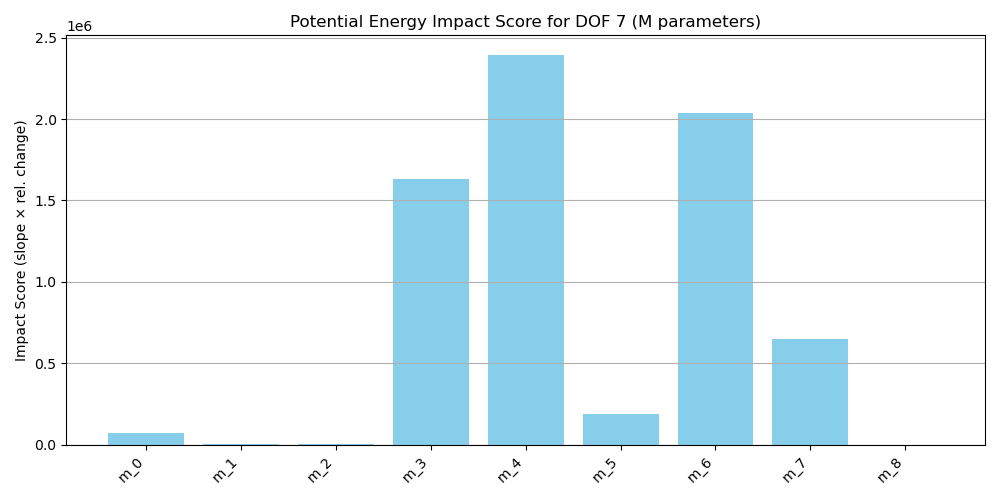 Potential Energy Impact Score for DOF 7 (M parameters)
1e6
2.5
2.0
1.5
1.0
0.5
0.0
Impact Score (slope × rel. change)
m_0
m_1
m_2
m_3
m_4
m_5
m_6
m_7
m_8